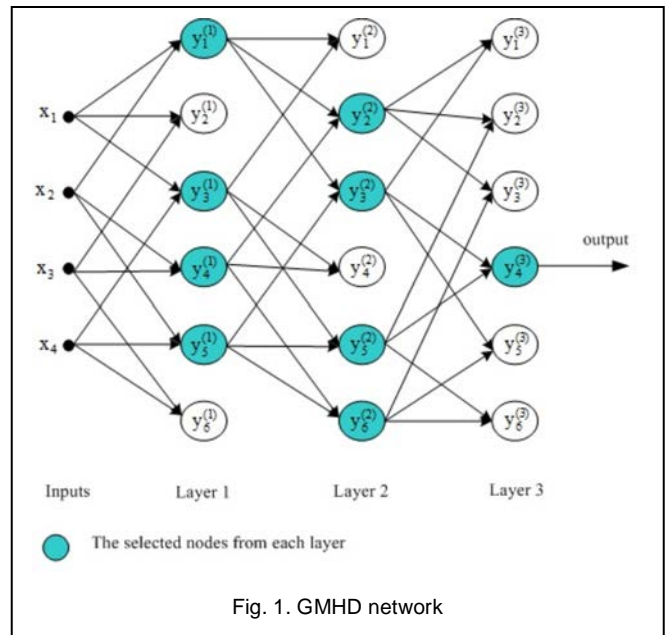 y₁⁽¹⁾ y₁⁽²⁾ y₁⁽³⁾
x₁ y₂⁽¹⁾ y₂⁽²⁾ y₂⁽³⁾
x₂ y₃⁽¹⁾ y₃⁽²⁾ y₃⁽³⁾
output
x₃ y₄⁽¹⁾ y₄⁽²⁾ y₄⁽³⁾
x₄ y₅⁽¹⁾ y₅⁽²⁾ y₅⁽³⁾
y₆⁽¹⁾ y₆⁽²⁾ y₆⁽³⁾
Inputs Layer 1 Layer 2 Layer 3
The selected nodes from each layer
Fig. 1. GMHD network